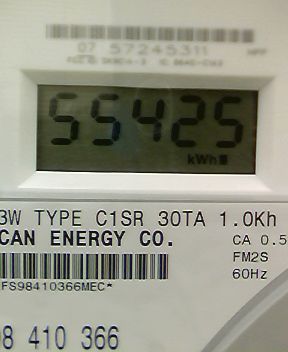 07 57245311
55425
kWh
3W TYPE C1SR 30TA 1.0Kh
CAN ENERGY CO.
CA 0.5
FM2S
60Hz
FS98410366MEC*
98 410 366